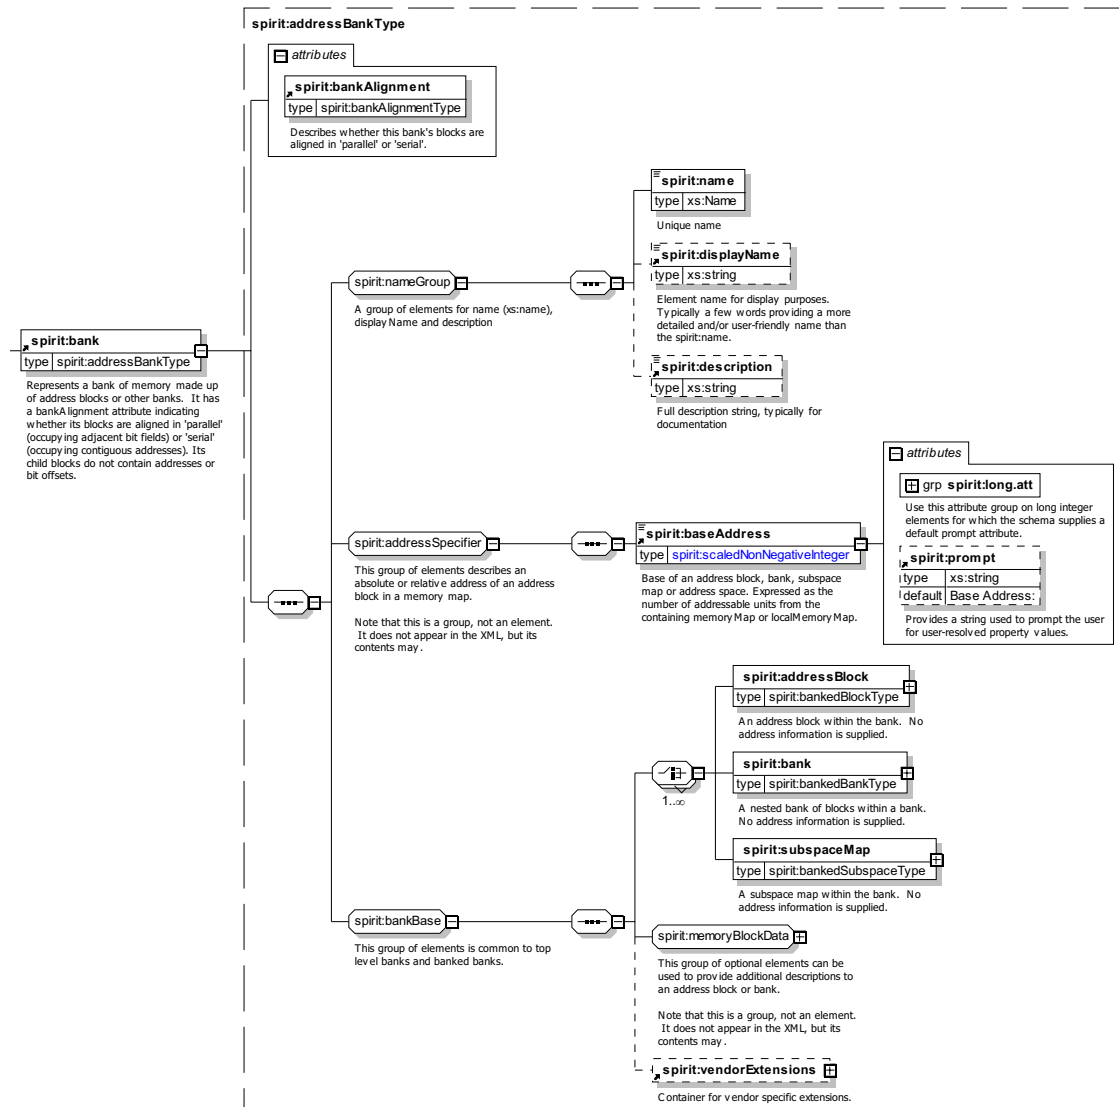 spirit:addressBankType
attributes
spirit:bankAlignment
type spirit:bankAlignmentType
Describes whether this bank's blocks are
aligned in 'parallel' or 'serial'.
spirit:name
type xs:Name
Unique name
spirit:displayName
type xs:string
Element name for display purposes.
Typically a few words providing a more
detailed and/or user-friendly name than
the spirit:name.
spirit:nameGroup
A group of elements for name (xs:name),
display Name and description
spirit:description
type xs:string
Full description string, typically for
documentation
spirit:bank
type spirit:addressBankType
Represents a bank of memory made up
of address blocks or other banks. It has
a bankAlignment attribute indicating
whether its blocks are aligned in 'parallel'
(occupying adjacent bit fields) or 'serial'
(occupying contiguous addresses). Its
child blocks do not contain addresses or
bit offsets.
spirit:addressSpecifier
This group of elements describes an
absolute or relative address of an address
block in a memory map.
Note that this is a group, not an element.
It does not appear in the XML, but its
contents may.
spirit:baseAddress
type spirit:scaledNonNegativeInteger
Base of an address block, bank, subspace
map or address space. Expressed as the
number of addressable units from the
containing memoryMap or localMemoryMap.
attributes
grp spirit:long.att
Use this attribute group on long integer
elements for which the schema supplies a
default prompt attribute.
spirit:prompt
type xs:string
default Base Address:
Provides a string used to prompt the user
for user-resolved property values.
spirit:addressBlock
type spirit:bankedBlockType
An address block within the bank. No
address information is supplied.
spirit:bank
type spirit:bankedBankType
A nested bank of blocks within a bank.
No address information is supplied.
1..∞
spirit:subspaceMap
type spirit:bankedSubspaceType
A subspace map within the bank. No
address information is supplied.
spirit:bankBase
This group of elements is common to top
level banks and banked banks.
spirit:memoryBlockData
This group of optional elements can be
used to provide additional descriptions to
an address block or bank.
Note that this is a group, not an element.
It does not appear in the XML, but its
contents may.
spirit:vendorExtensions
Container for vendor specific extensions.